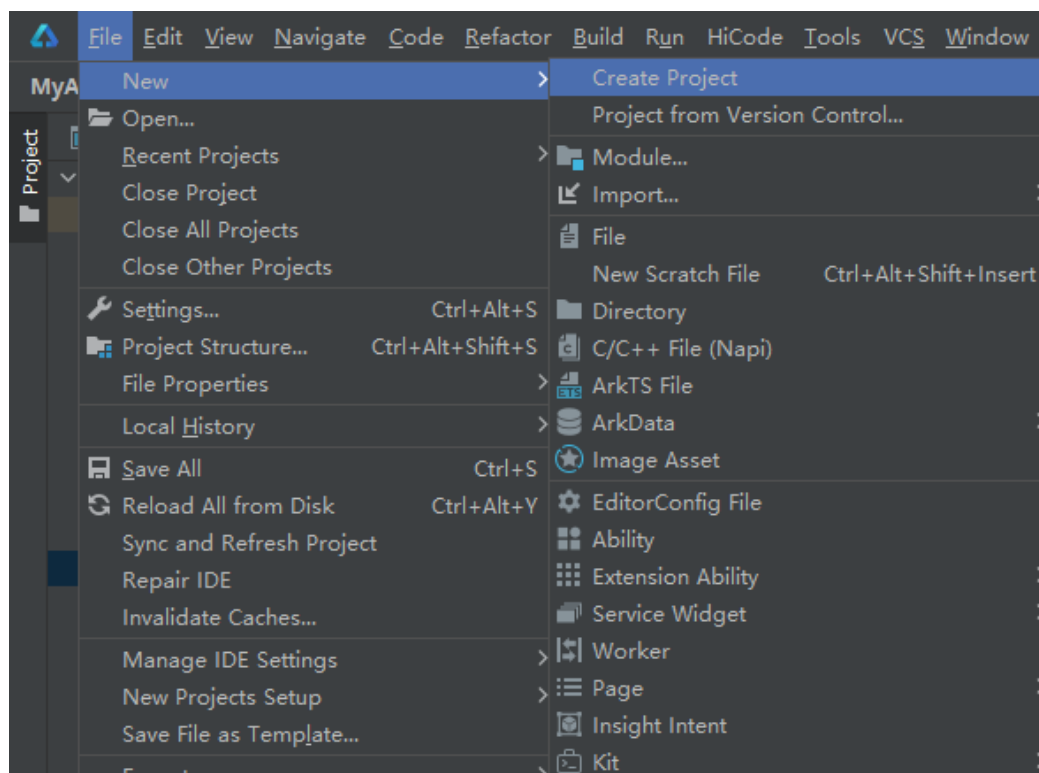 File Edit View Navigate Code Refactor Build Run HiCode Tools VCS Window
MyA
Project
New
Open...
Recent Projects
Close Project
Close All Projects
Close Other Projects
Settings... Ctrl+Alt+S
Project Structure... Ctrl+Alt+Shift+S
File Properties
Local History
Save All Ctrl+S
Reload All from Disk Ctrl+Alt+Y
Sync and Refresh Project
Repair IDE
Invalidate Caches...
Manage IDE Settings
New Projects Setup
Save File as Template...
Create Project
Project from Version Control...
Module...
Import...
File
New Scratch File Ctrl+Alt+Shift+Insert
Directory
C/C++ File (Napi)
ArkTS File
ArkData
Image Asset
EditorConfig File
Ability
Extension Ability
Service Widget
Worker
Page
Insight Intent
Kit